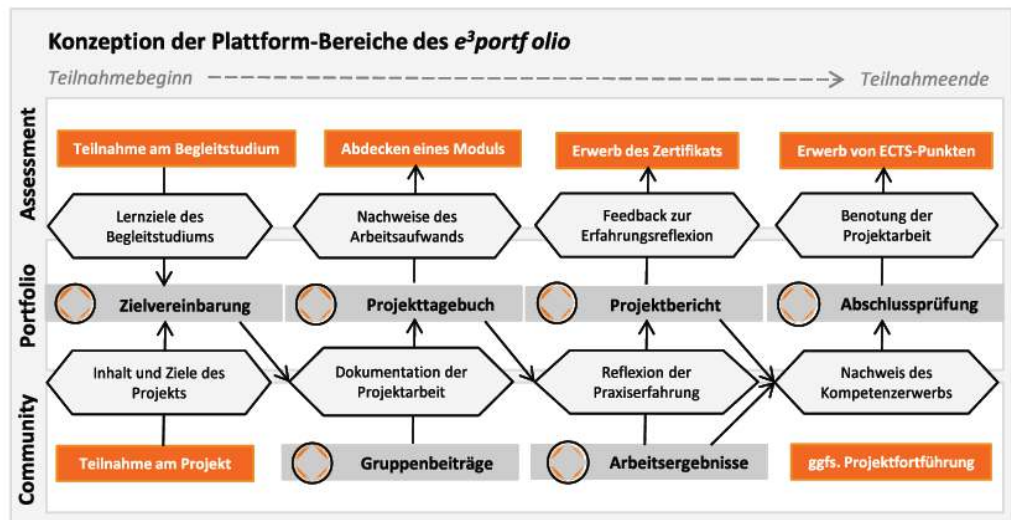 Konzeption der Plattform-Bereiche des e³portfolio
Teilnahmebeginn
Teilnahmeende
Assessment
Teilnahme am Begleitstudium
Abdecken eines Moduls
Erwerb des Zertifikats
Erwerb von ECTS-Punkten
Lernziele des
Begleitstudiums
Nachweise des
Arbeitsaufwands
Feedback zur
Erfahrungsreflexion
Benotung der
Projektarbeit
Portfolio
Zielvereinbarung
Projekttagebuch
Projektbericht
Abschlussprüfung
Inhalt und Ziele des
Projekts
Dokumentation der
Projektarbeit
Reflexion der
Praxiserfahrung
Nachweis des
Kompetenzerwerbs
Community
Teilnahme am Projekt
Gruppenbeiträge
Arbeitsergebnisse
ggfs. Projektfortführung